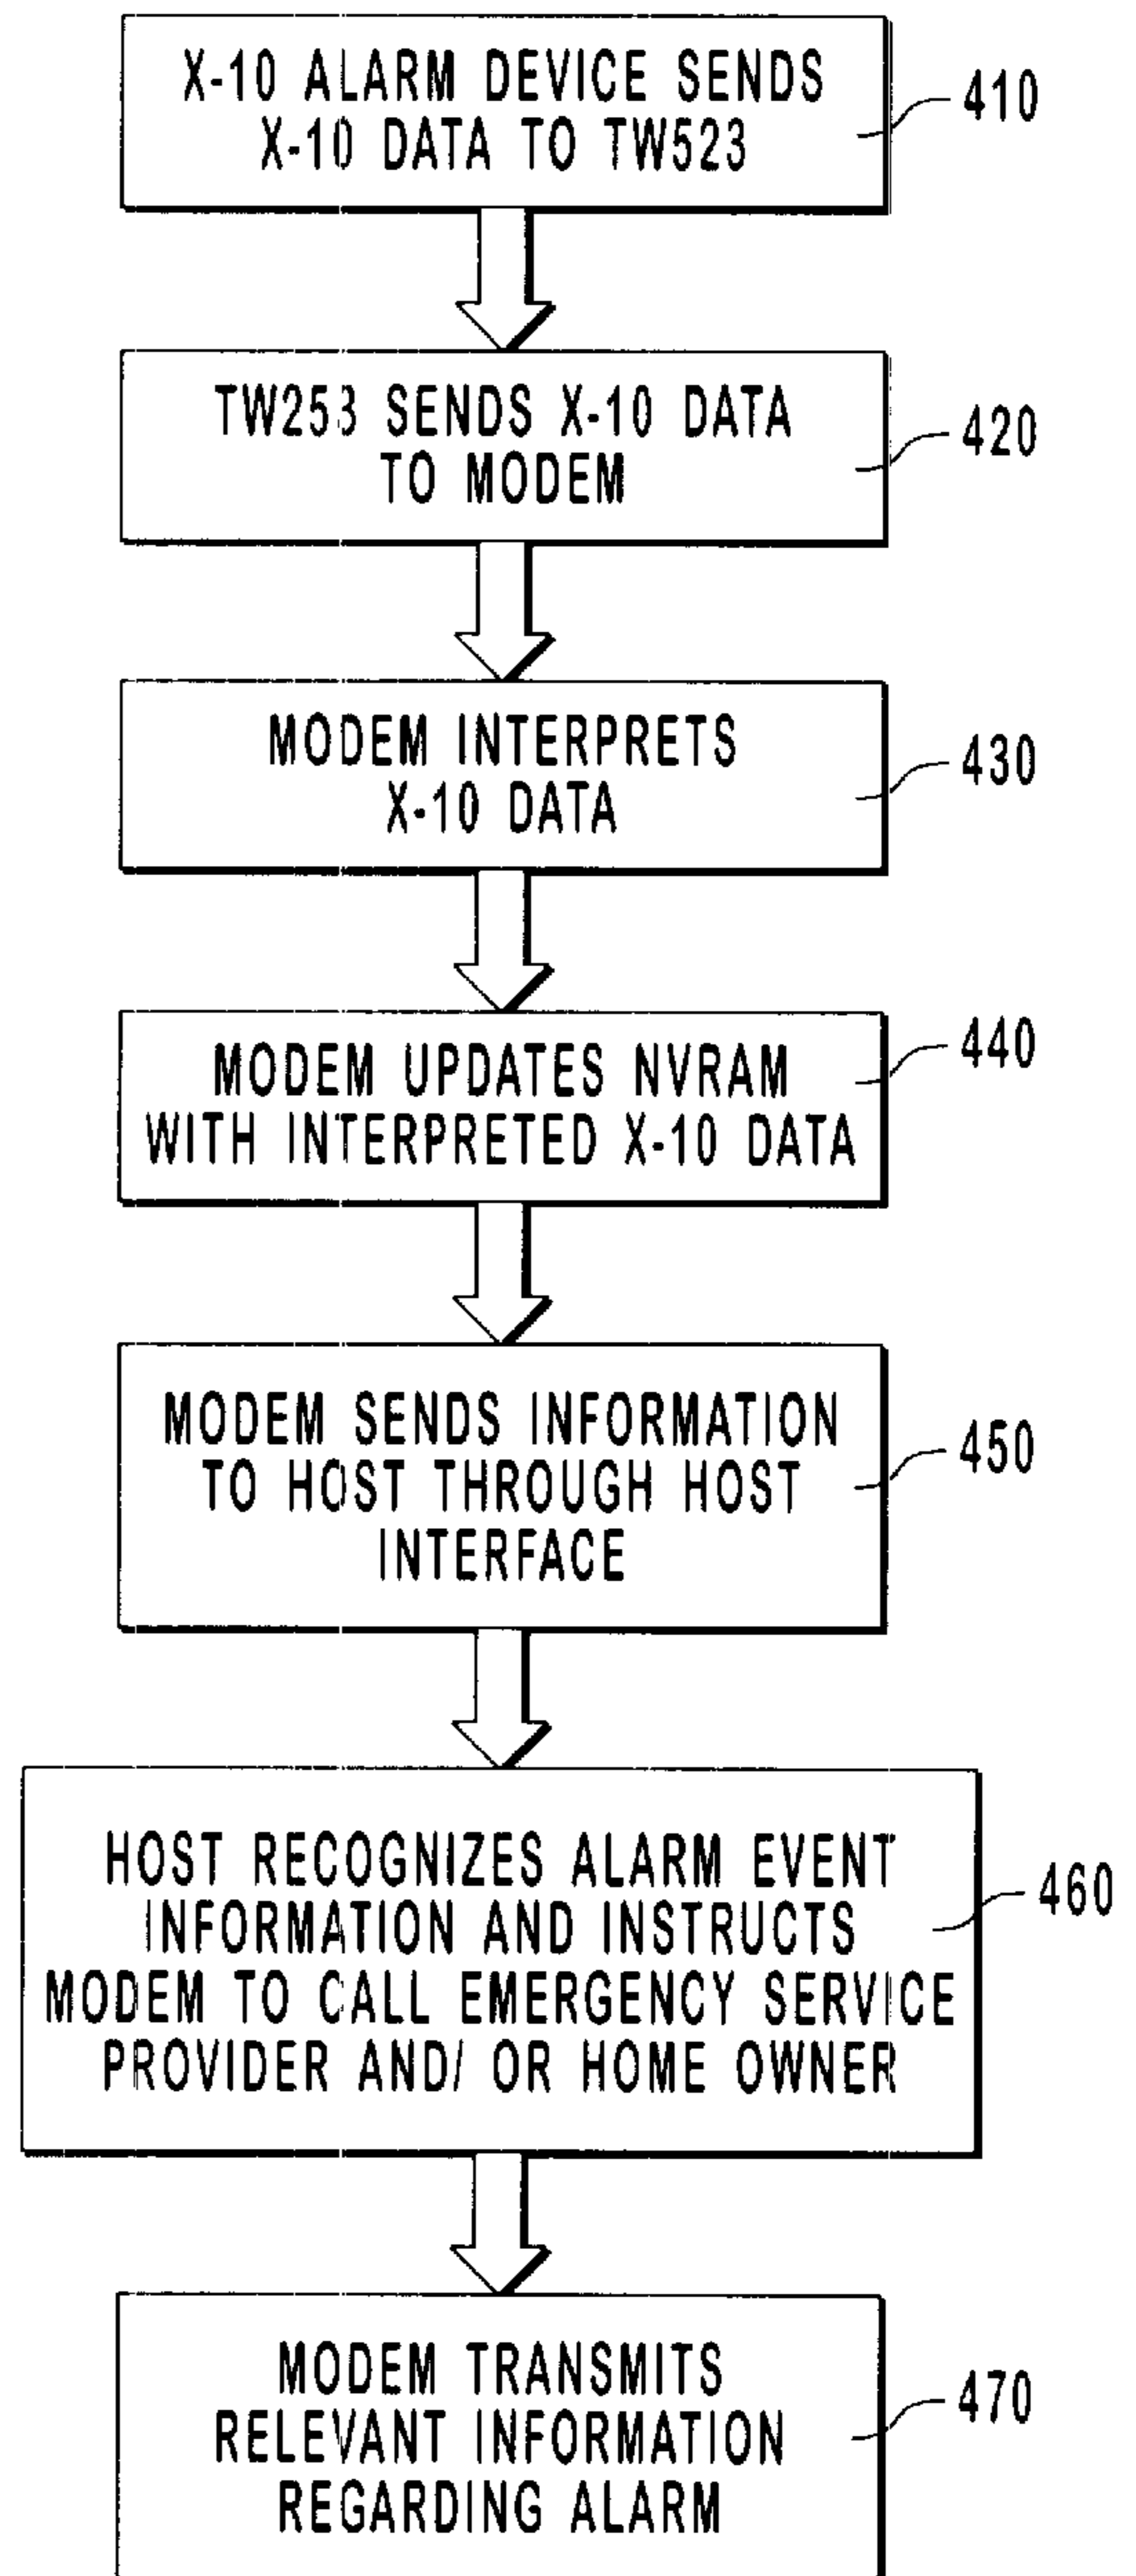 X-10 ALARM DEVICE SENDS
X-10 DATA TO TW523
410
TW253 SENDS X-10 DATA
TO MODEM
420
MODEM INTERPRETS
X-10 DATA
430
MODEM UPDATES NVRAM
WITH INTERPRETED X-10 DATA
440
MODEM SENDS INFORMATION
TO HOST THROUGH HOST
INTERFACE
450
HOST RECOGNIZES ALARM EVENT
INFORMATION AND INSTRUCTS
MODEM TO CALL EMERGENCY SERVICE
PROVIDER AND/ OR HOME OWNER
460
MODEM TRANSMITS
RELEVANT INFORMATION
REGARDING ALARM
470